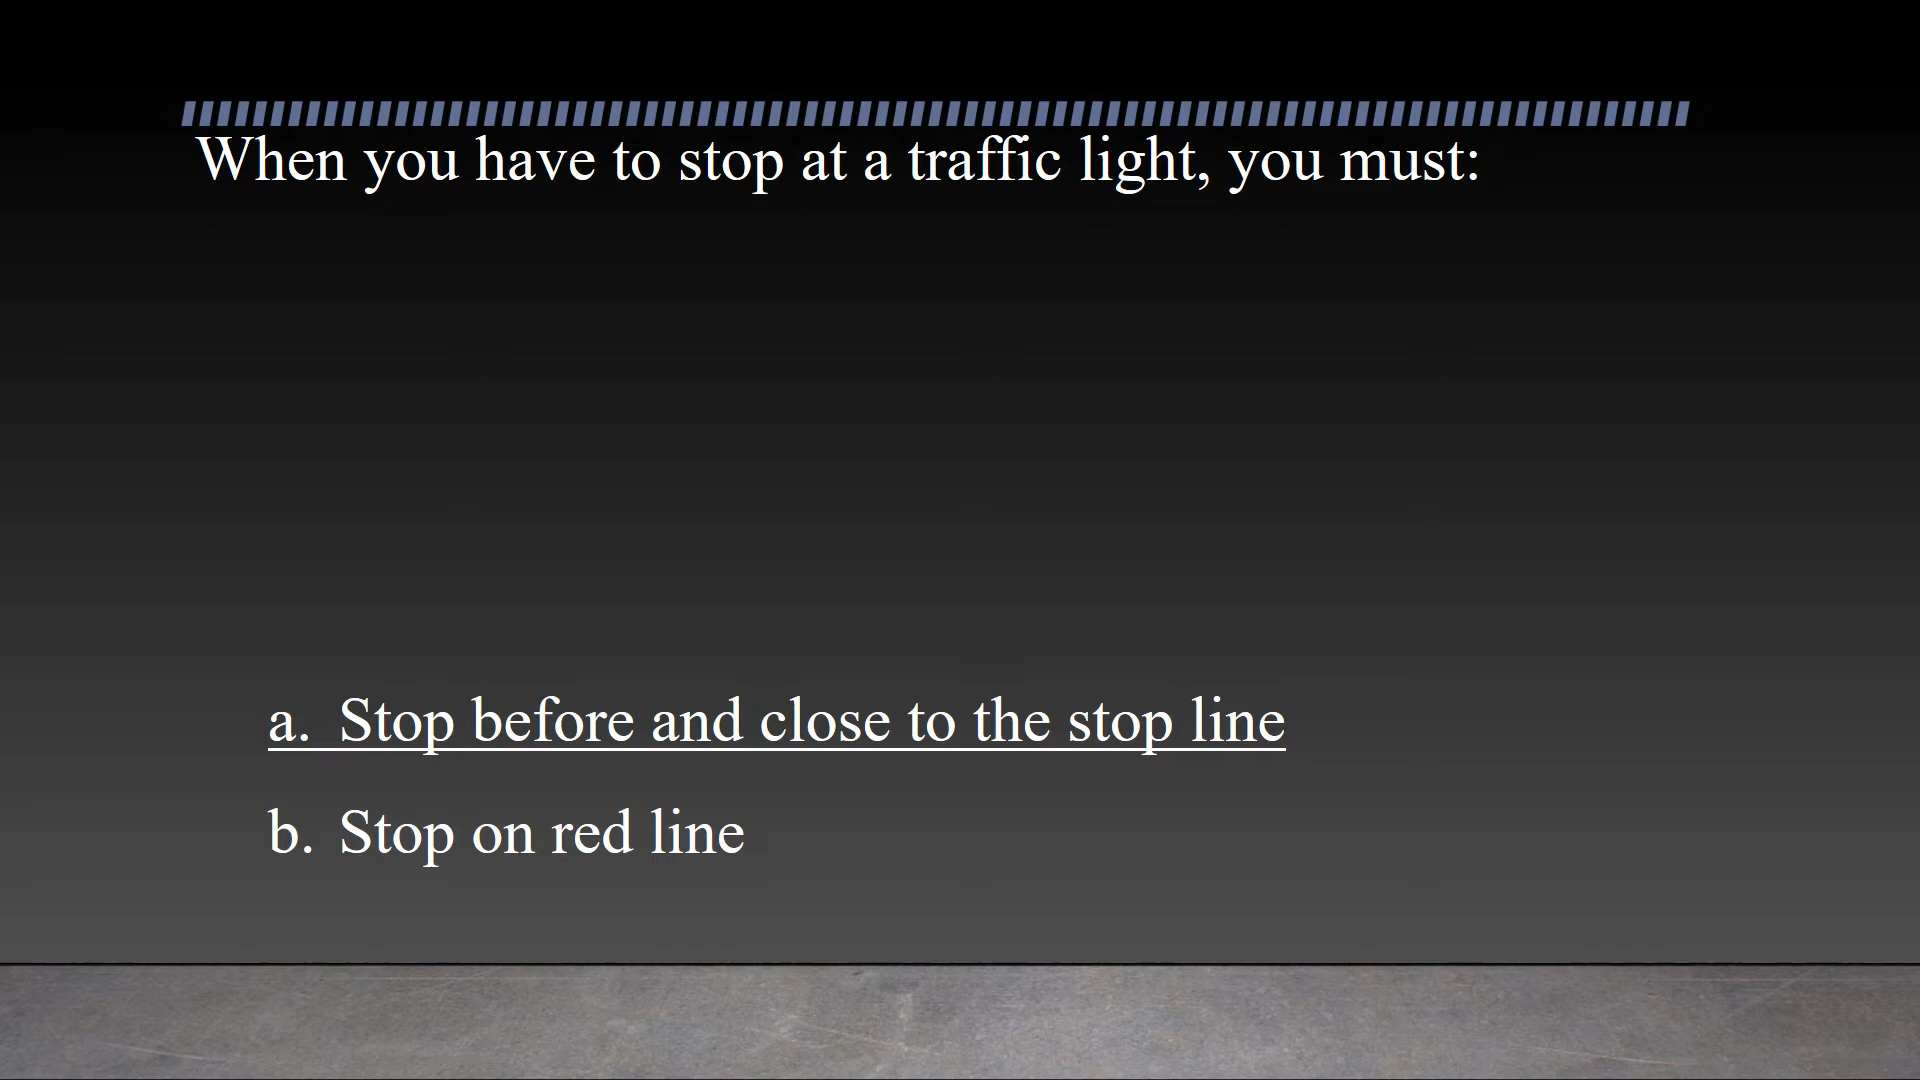 When you have to stop at a traffic light, you must:
a. Stop before and close to the stop line
b. Stop on red line